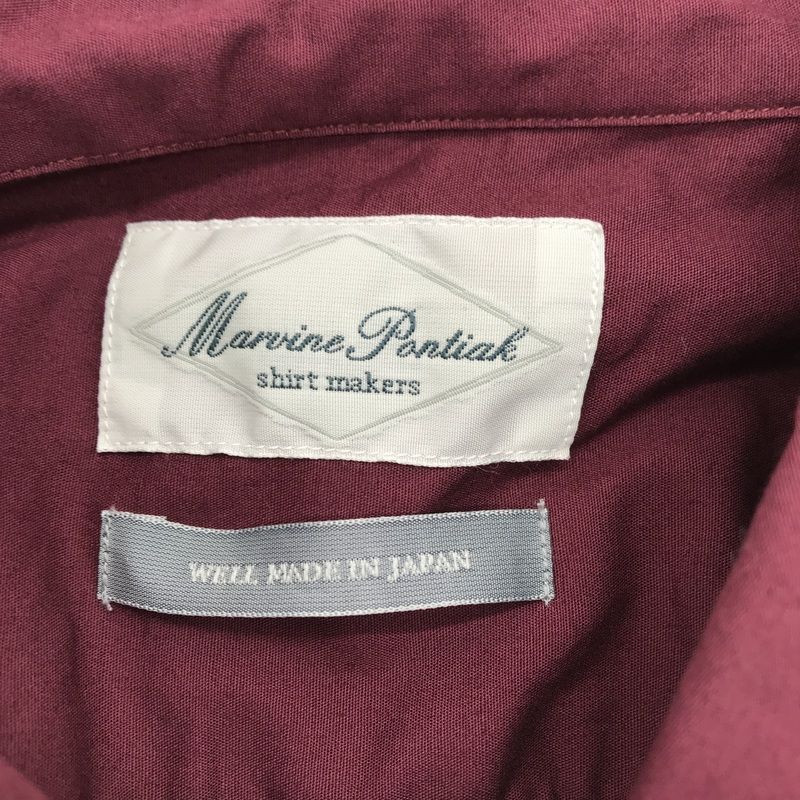 Marvine Pontiak
shirt makers
WELL MADE IN JAPAN